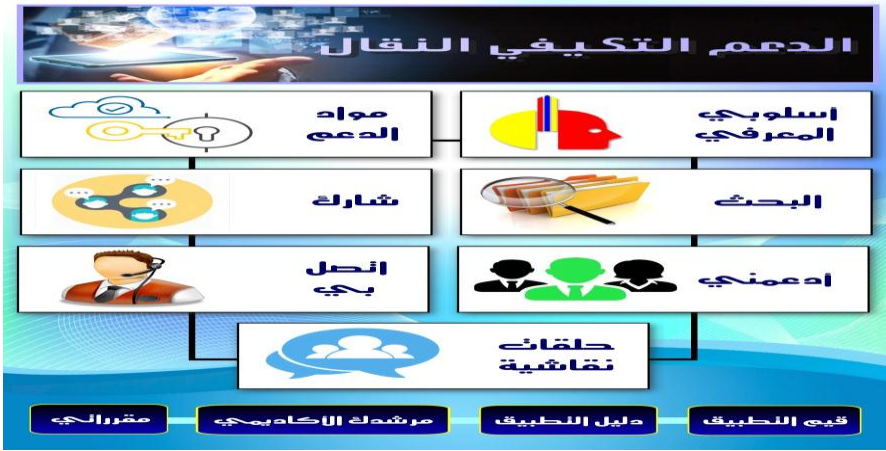 الدعم التكيفي النقال
أسلوبي
المعرفي
مواد
الدعم
البحث
شارك
أدعمني
اتصل
بي
حلقات
نقاشية
قيم التطبيق
دليل التطبيق
مرشدك الأكاديمي
مقرراتي